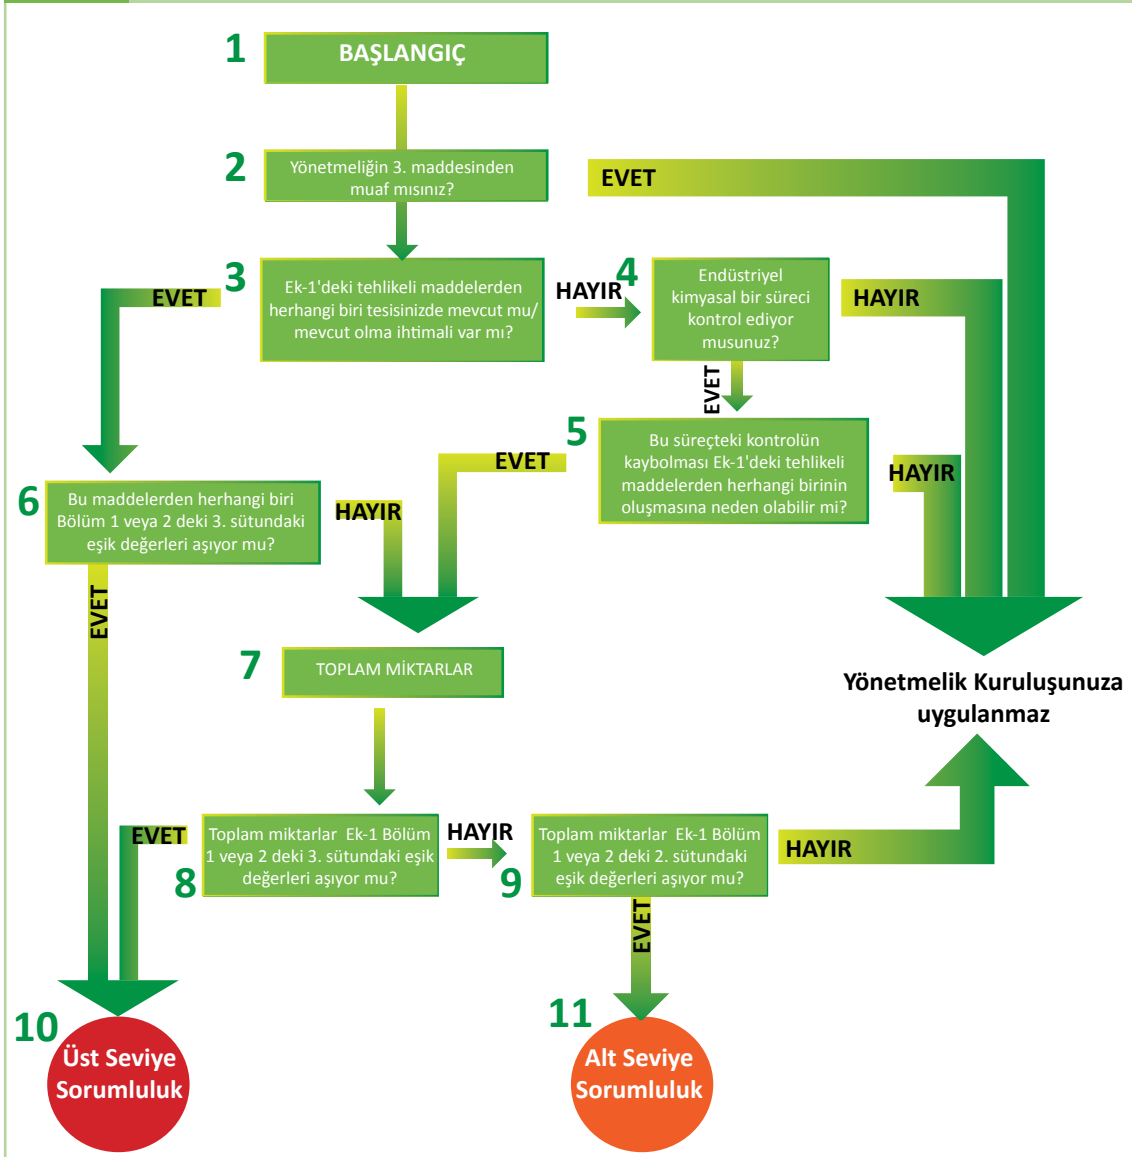 1
BAŞLANGIÇ
2
Yönetmeliğin 3. maddesinden
muaf mısınız?
EVET
3
Ek-1'deki tehlikeli maddelerden
herhangi biri tesisinizde mevcut mu/
mevcut olma ihtimali var mı?
EVET
HAYIR
4
Endüstriyel
kimyasal bir süreci
kontrol ediyor
musunuz?
HAYIR
EVET
5
Bu süreçteki kontrolün
kaybolması Ek-1'deki tehlikeli
maddelerden herhangi birinin
oluşmasına neden olabilir mi?
EVET
HAYIR
6
Bu maddelerden herhangi biri
Bölüm 1 veya 2 deki 3. sütundaki
eşik değerleri aşıyor mu?
HAYIR
EVET
7
TOPLAM MİKTARLAR
Yönetmelik Kuruluşunuza
uygulanmaz
8
Toplam miktarlar Ek-1 Bölüm
1 veya 2 deki 3. sütundaki eşik
değerleri aşıyor mu?
EVET
HAYIR
9
Toplam miktarlar Ek-1 Bölüm
1 veya 2 deki 2. sütundaki
eşik değerleri aşıyor mu?
HAYIR
EVET
10
Üst Seviye
Sorumluluk
11
Alt Seviye
Sorumluluk